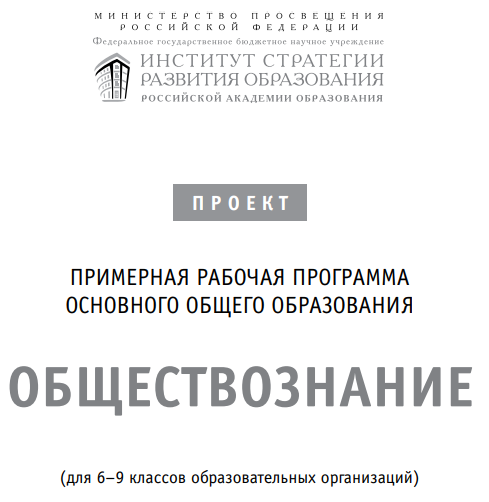 МИНИСТЕРСТВО ПРОСВЕЩЕНИЯ
РОССИЙСКОЙ ФЕДЕРАЦИИ
Федеральное государственное бюджетное научное учреждение
ИНСТИТУТ СТРАТЕГИИ
РАЗВИТИЯ ОБРАЗОВАНИЯ
РОССИЙСКОЙ АКАДЕМИИ ОБРАЗОВАНИЯ
ПРОЕКТ
ПРИМЕРНАЯ РАБОЧАЯ ПРОГРАММА
ОСНОВНОГО ОБЩЕГО ОБРАЗОВАНИЯ
ОБЩЕСТВОЗНАНИЕ
(для 6–9 классов образовательных организаций)